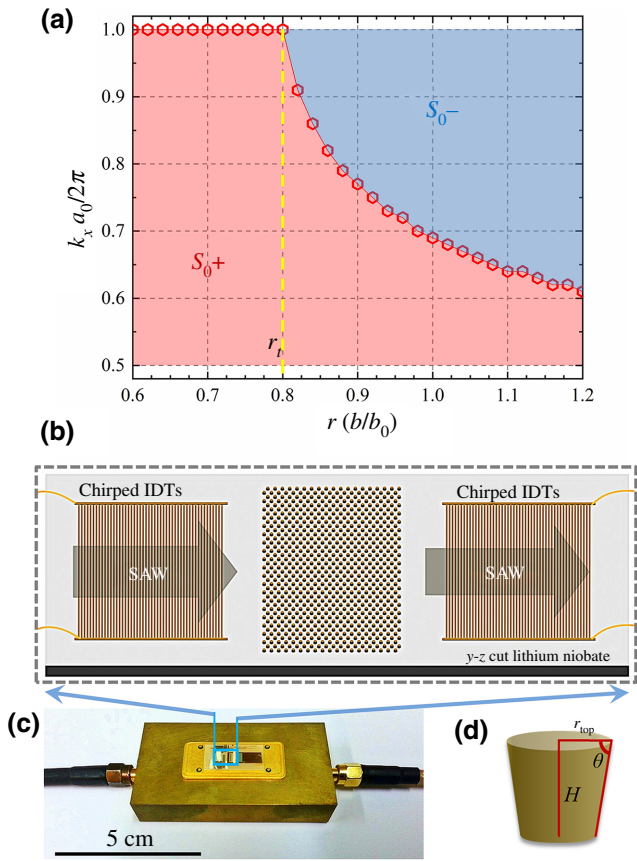 (a)
1.0
0.9
0.8
0.7
0.6
0.5
k_x a_0/2π
S_0+
S_0−
r_t
0.6 0.7 0.8 0.9 1.0 1.1 1.2
r (b/b_0)
(b)
Chirped IDTs Chirped IDTs
SAW SAW
y-z cut lithium niobate
(c)
5 cm
(d)
r_top
θ
H